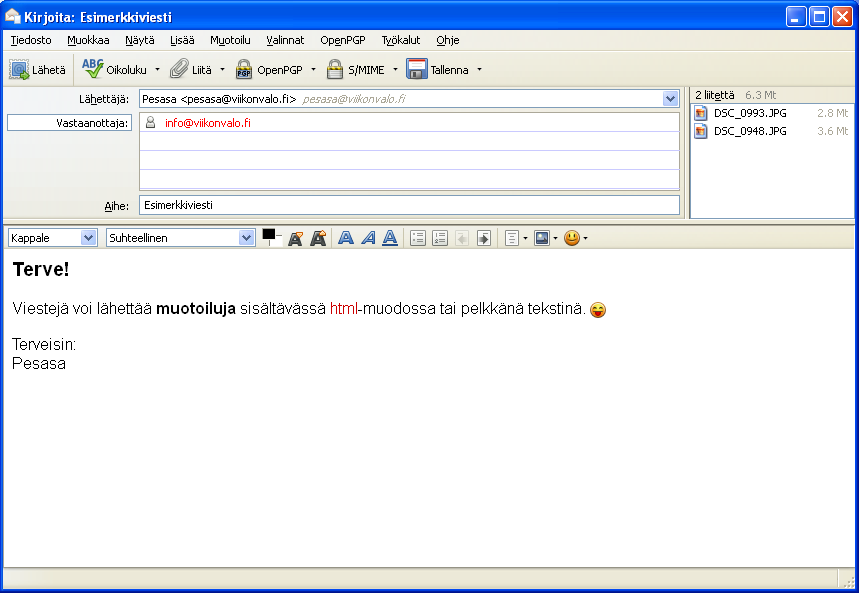 Kirjoita: Esimerkkiviesti
Tiedosto Muokkaa Näytä Lisää Muotoilu Valinnat OpenPGP Työkalut Ohje
Lähetä ABC Oikoluku Liitä PGP OpenPGP S/MIME Tallenna
Lähettäjä: Pesasa <pesasa@viikonvalo.fi> pesasa@viikonvalo.fi
2 liitettä 6.3 Mt
DSC_0993.JPG 2.8 Mt
DSC_0948.JPG 3.6 Mt
Vastaanottaja: info@viikonvalo.fi
Aihe: Esimerkkiviesti
Kappale Suhteellinen
Terve!
Viestejä voi lähettää muotoiluja sisältävässä html-muodossa tai pelkkänä tekstinä.
Terveisin:
Pesasa